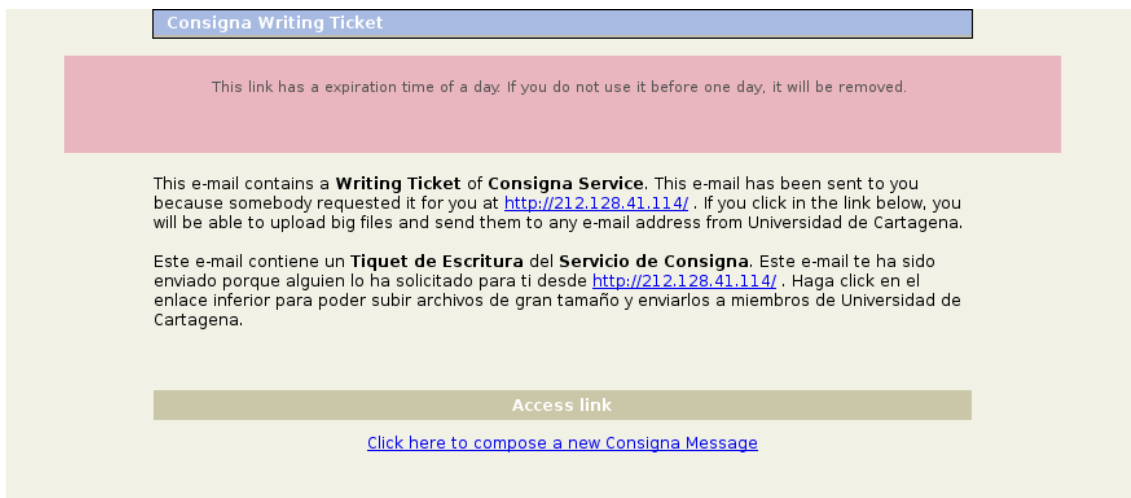 Consigna Writing Ticket
This link has a expiration time of a day. If you do not use it before one day, it will be removed.
This e-mail contains a Writing Ticket of Consigna Service. This e-mail has been sent to you
because somebody requested it for you at http://212.128.41.114/ . If you click in the link below, you
will be able to upload big files and send them to any e-mail address from Universidad de Cartagena.
Este e-mail contiene un Tiquet de Escritura del Servicio de Consigna. Este e-mail te ha sido
enviado porque alguien lo ha solicitado para ti desde http://212.128.41.114/ . Haga click en el
enlace inferior para poder subir archivos de gran tamaño y enviarlos a miembros de Universidad de
Cartagena.
Access link
Click here to compose a new Consigna Message